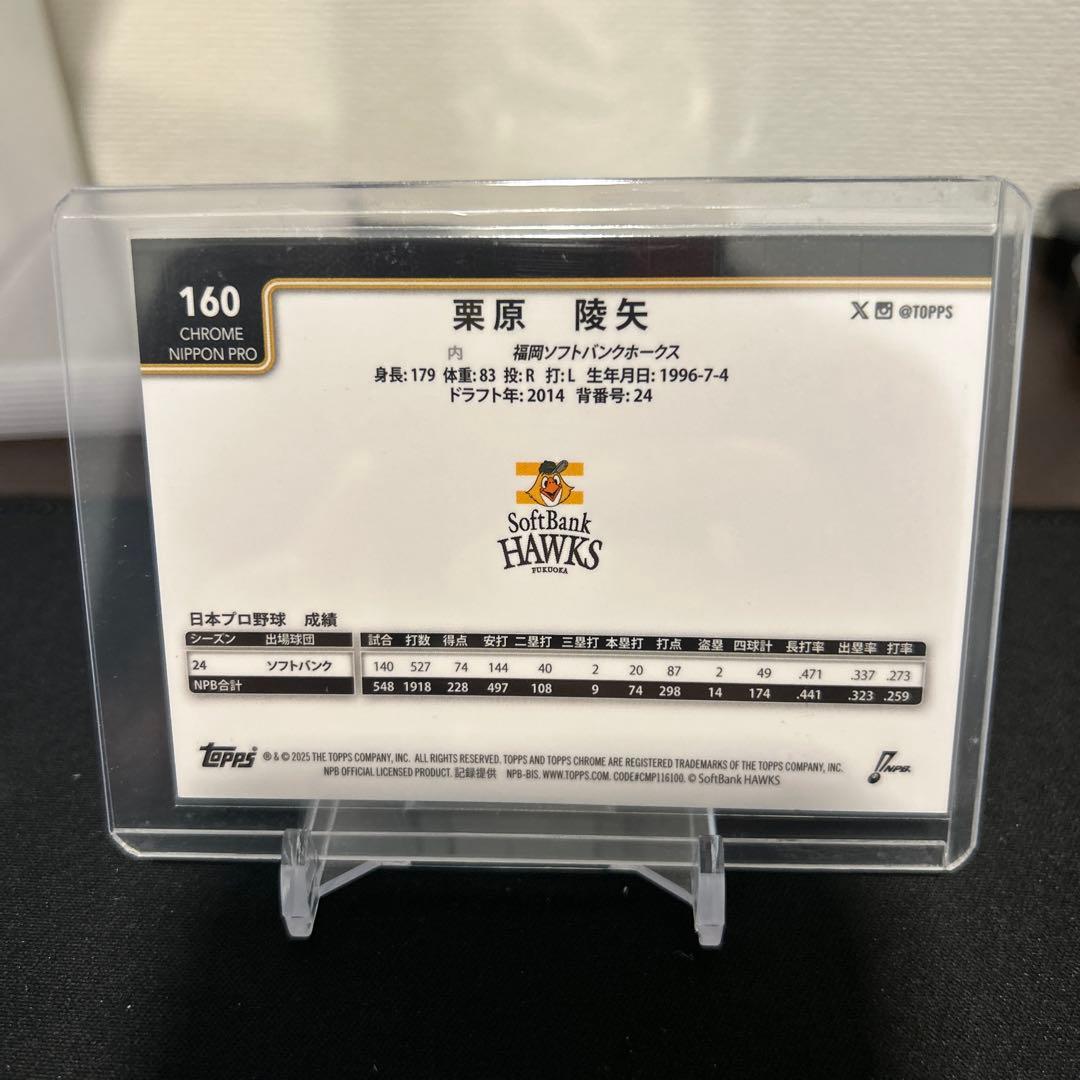 160
CHROME
NIPPON PRO
栗原 陵矢
@TOPPS
内 福岡ソフトバンクホークス
身長: 179 体重: 83 投: R 打: L 生年月日: 1996-7-4
ドラフト年: 2014 背番号: 24
SoftBank
HAWKS
FUKUOKA
日本プロ野球 成績
シーズン 出場球団 試合 打数 得点 安打 二塁打 三塁打 本塁打 打点 盗塁 四球計 長打率 出塁率 打率
24 ソフトバンク 140 527 74 144 40 2 20 87 2 49 .471 .337 .273
NPB合計 548 1918 228 497 108 9 74 298 14 174 .441 .323 .259
topps ® & © 2025 THE TOPPS COMPANY, INC. ALL RIGHTS RESERVED. TOPPS AND TOPPS CHROME ARE REGISTERED TRADEMARKS OF THE TOPPS COMPANY, INC.
NPB OFFICIAL LICENSED PRODUCT. 記録提供 NPB-BIS. WWW.TOPPS.COM. CODE#CMP116100. © SoftBank HAWKS
NPB.